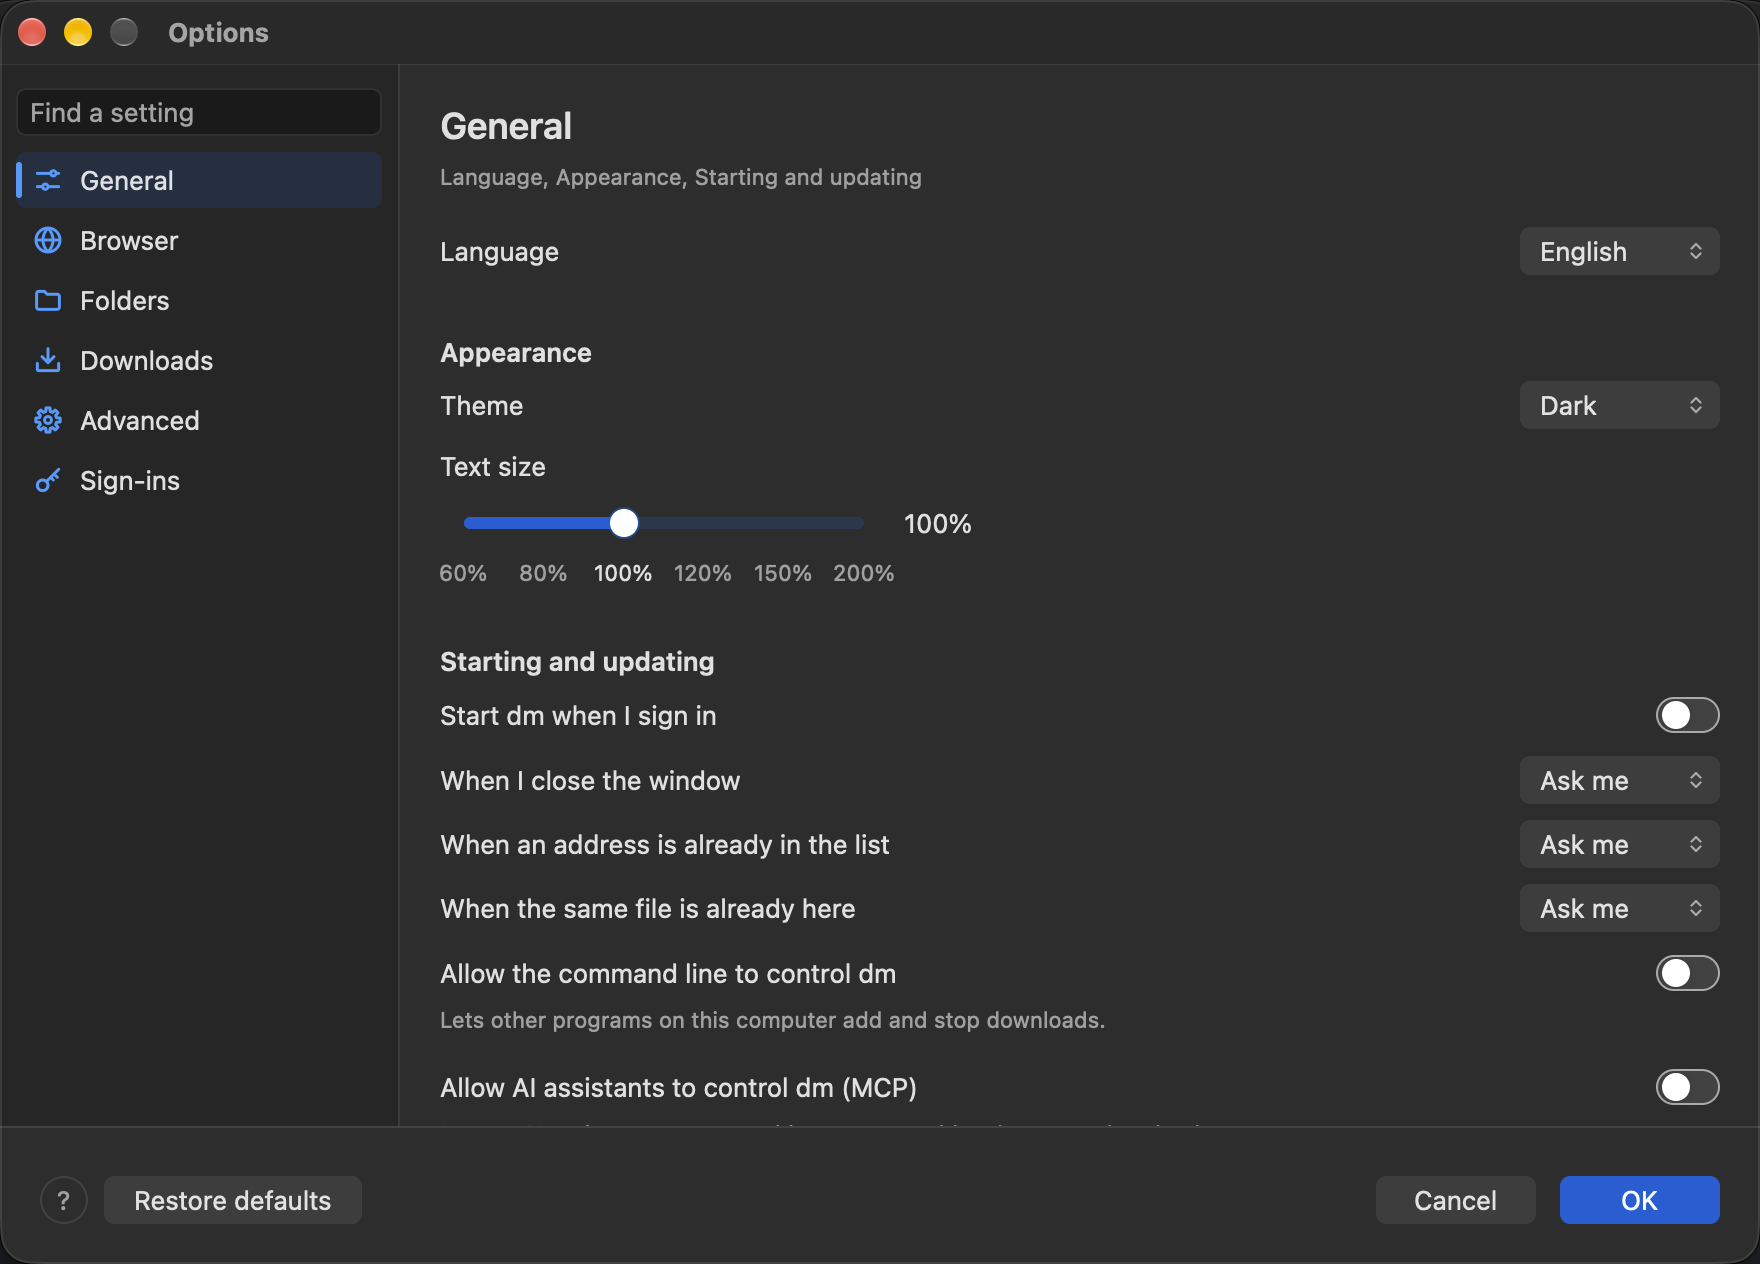 Options
Find a setting
General
Browser
Folders
Downloads
Advanced
Sign-ins
General
Language, Appearance, Starting and updating
Language
English
Appearance
Theme
Dark
Text size
100%
60% 80% 100% 120% 150% 200%
Starting and updating
Start dm when I sign in
When I close the window
Ask me
When an address is already in the list
Ask me
When the same file is already here
Ask me
Allow the command line to control dm
Lets other programs on this computer add and stop downloads.
Allow AI assistants to control dm (MCP)
?
Restore defaults
Cancel
OK